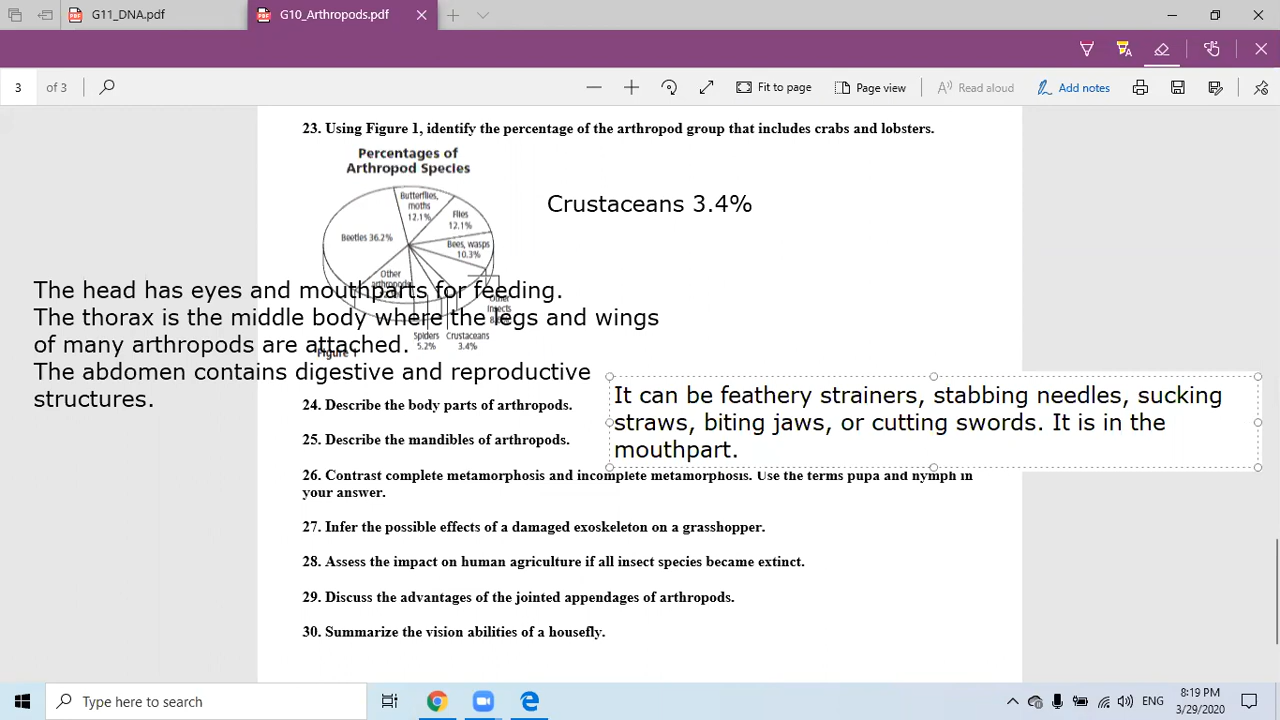 G11_DNA.pdf
G10_Arthropods.pdf
3 of 3
Fit to page
Page view
Read aloud
Add notes
23. Using Figure 1, identify the percentage of the arthropod group that includes crabs and lobsters.
Percentages of
Arthropod Species
Butterflies,
moths
12.1%
Flies
12.1%
Beetles 36.2%
Bees, wasps
10.3%
Other
arthropods
Other
insects
Spiders
5.2%
Crustaceans
3.4%
Figure 1
Crustaceans 3.4%
The head has eyes and mouthparts for feeding.
The thorax is the middle body where the legs and wings
of many arthropods are attached.
The abdomen contains digestive and reproductive
structures.
24. Describe the body parts of arthropods.
It can be feathery strainers, stabbing needles, sucking
straws, biting jaws, or cutting swords. It is in the
mouthpart.
25. Describe the mandibles of arthropods.
26. Contrast complete metamorphosis and incomplete metamorphosis. Use the terms pupa and nymph in
your answer.
27. Infer the possible effects of a damaged exoskeleton on a grasshopper.
28. Assess the impact on human agriculture if all insect species became extinct.
29. Discuss the advantages of the jointed appendages of arthropods.
30. Summarize the vision abilities of a housefly.
Type here to search
ENG
8:19 PM
3/29/2020